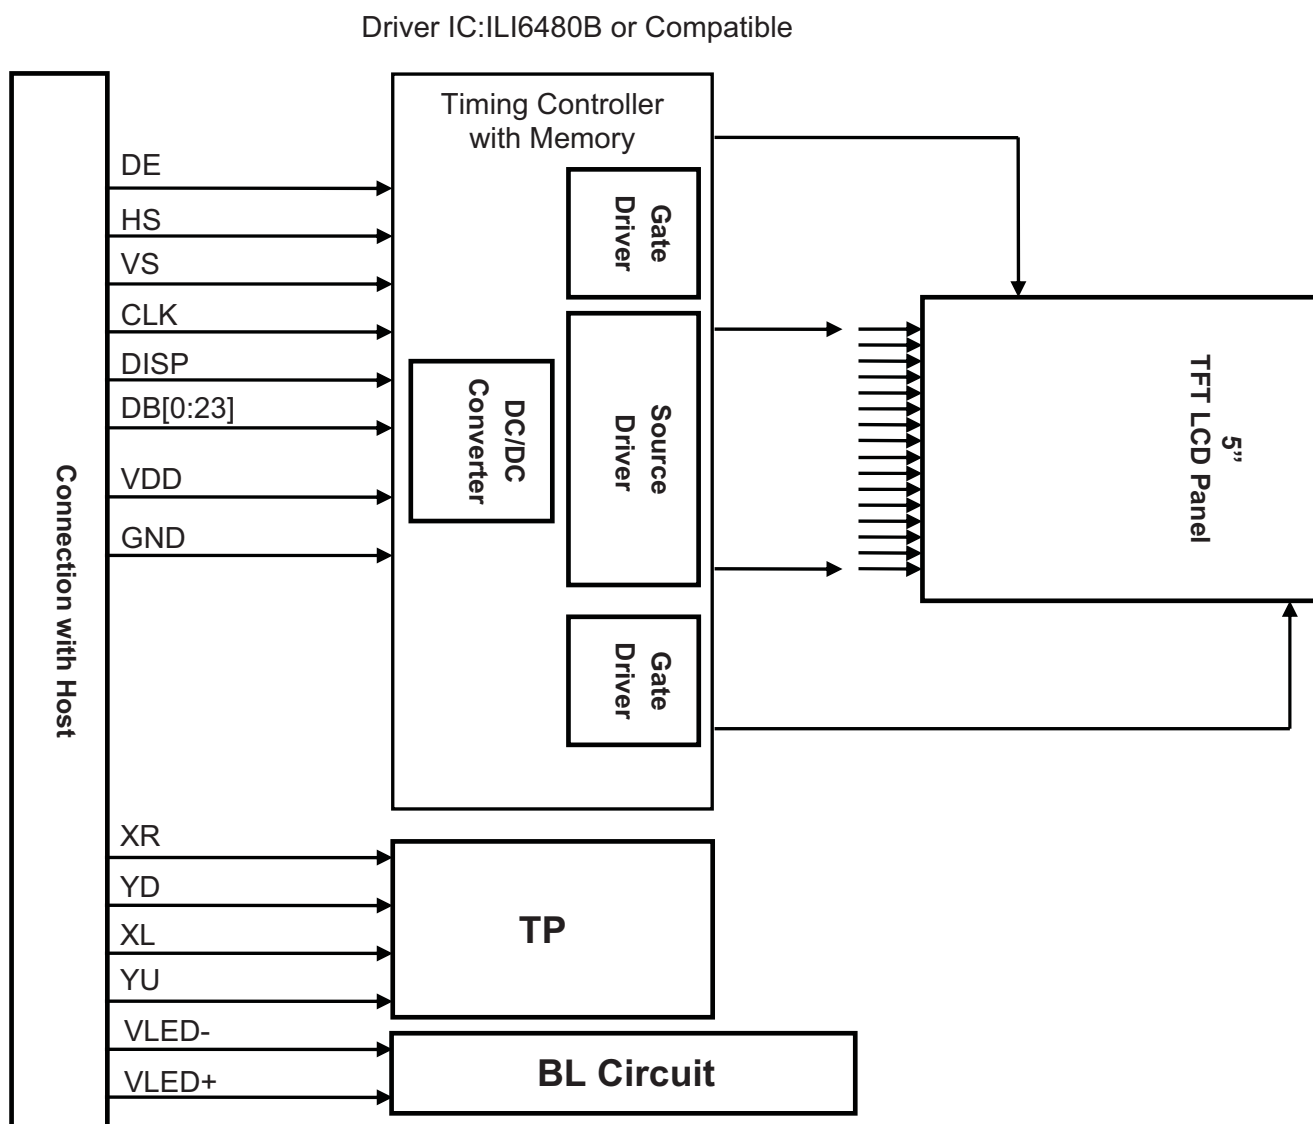 Driver IC:ILI6480B or Compatible
Timing Controller
with Memory
DE
HS
VS
CLK
DISP
DB[0:23]
VDD
GND
Connection with Host
Gate
Driver
DC/DC
Converter
Source
Driver
Gate
Driver
5”
TFT LCD Panel
XR
YD
XL
YU
TP
VLED-
VLED+
BL Circuit